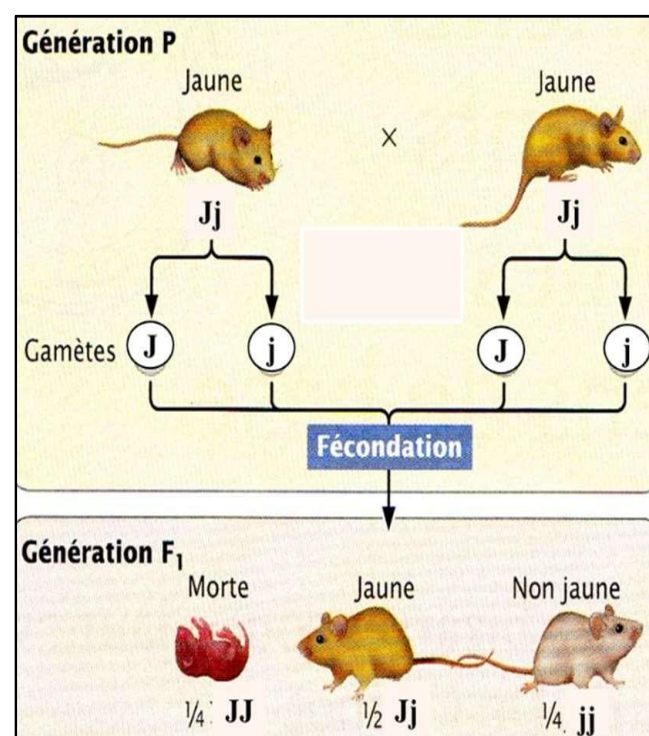 Génération P
Jaune Jaune
×
Jj Jj
Gamètes J j J j
Fécondation
Génération F₁
Morte Jaune Non jaune
¼ JJ ½ Jj ¼ jj